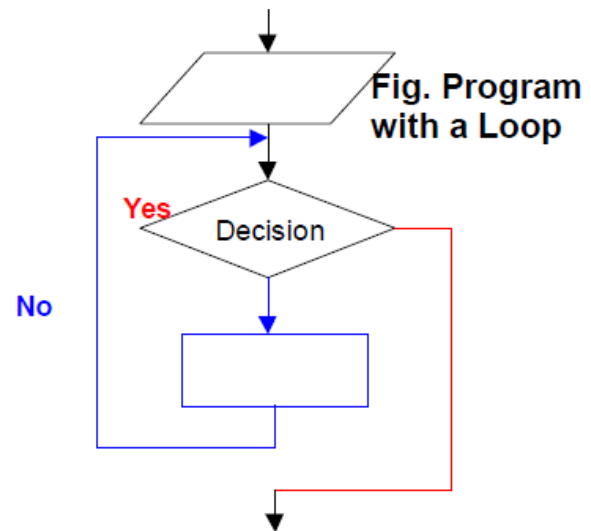 Fig. Program
with a Loop
Yes
Decision
No